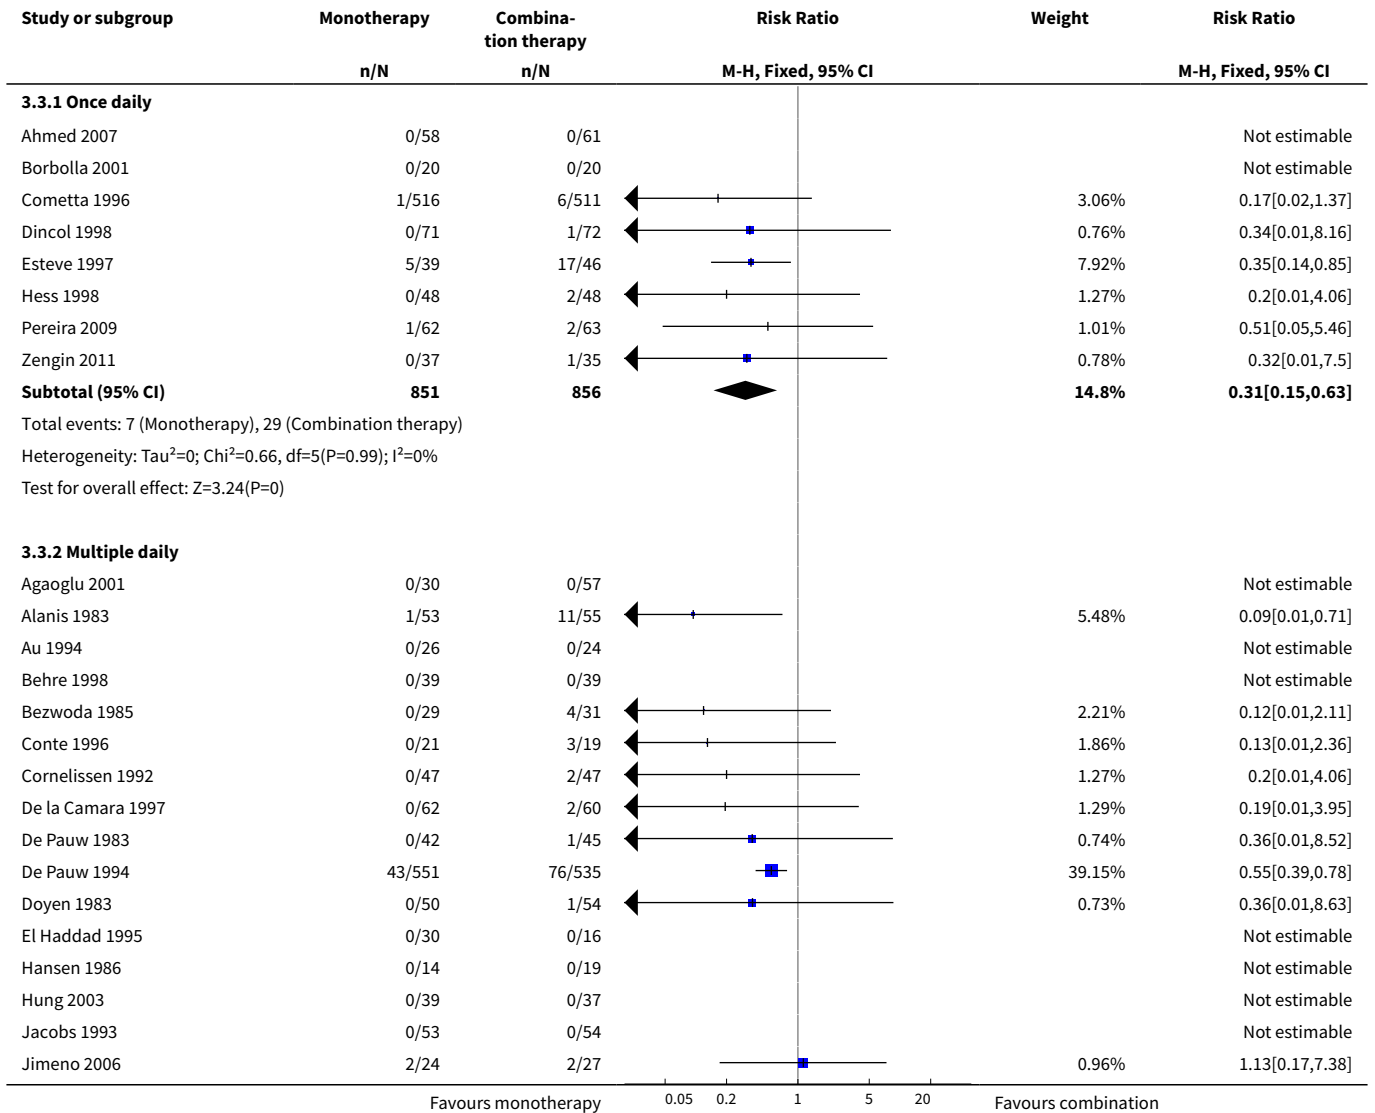 Study or subgroup Monotherapy Combina- Risk Ratio Weight Risk Ratio
tion therapy
n/N n/N M-H, Fixed, 95% CI M-H, Fixed, 95% CI
3.3.1 Once daily
Ahmed 2007 0/58 0/61 Not estimable
Borbolla 2001 0/20 0/20 Not estimable
Cometta 1996 1/516 6/511 3.06% 0.17[0.02,1.37]
Dincol 1998 0/71 1/72 0.76% 0.34[0.01,8.16]
Esteve 1997 5/39 17/46 7.92% 0.35[0.14,0.85]
Hess 1998 0/48 2/48 1.27% 0.2[0.01,4.06]
Pereira 2009 1/62 2/63 1.01% 0.51[0.05,5.46]
Zengin 2011 0/37 1/35 0.78% 0.32[0.01,7.5]
Subtotal (95% CI) 851 856 14.8% 0.31[0.15,0.63]
Total events: 7 (Monotherapy), 29 (Combination therapy)
Heterogeneity: Tau²=0; Chi²=0.66, df=5(P=0.99); I²=0%
Test for overall effect: Z=3.24(P=0)
3.3.2 Multiple daily
Agaoglu 2001 0/30 0/57 Not estimable
Alanis 1983 1/53 11/55 5.48% 0.09[0.01,0.71]
Au 1994 0/26 0/24 Not estimable
Behre 1998 0/39 0/39 Not estimable
Bezwoda 1985 0/29 4/31 2.21% 0.12[0.01,2.11]
Conte 1996 0/21 3/19 1.86% 0.13[0.01,2.36]
Cornelissen 1992 0/47 2/47 1.27% 0.2[0.01,4.06]
De la Camara 1997 0/62 2/60 1.29% 0.19[0.01,3.95]
De Pauw 1983 0/42 1/45 0.74% 0.36[0.01,8.52]
De Pauw 1994 43/551 76/535 39.15% 0.55[0.39,0.78]
Doyen 1983 0/50 1/54 0.73% 0.36[0.01,8.63]
El Haddad 1995 0/30 0/16 Not estimable
Hansen 1986 0/14 0/19 Not estimable
Hung 2003 0/39 0/37 Not estimable
Jacobs 1993 0/53 0/54 Not estimable
Jimeno 2006 2/24 2/27 0.96% 1.13[0.17,7.38]
Favours monotherapy 0.05 0.2 1 5 20 Favours combination